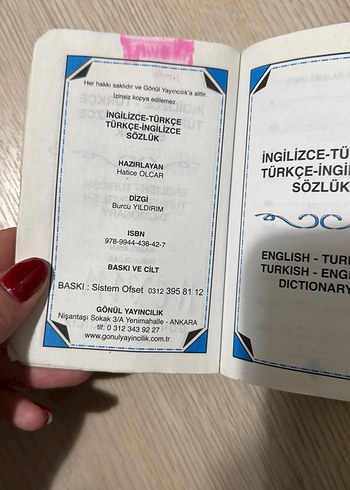 Her hakkı saklıdır ve Gönül Yayıncılık'a aittir.
İzinsiz kopya edilemez.
İNGİLİZCE-TÜRKÇE
TÜRKÇE-İNGİLİZCE
SÖZLÜK
HAZIRLAYAN
Hatice OLCAR
DİZGİ
Burcu YILDIRIM
ISBN
978-9944-436-42-7
BASKI VE CİLT
BASKI : Sistem Ofset 0312 395 81 12
GÖNÜL YAYINCILIK
Nişantaşı Sokak 3/A Yenimahalle - ANKARA
tlf: 0 312 343 92 27
www.gonulyayincilik.com.tr
İNGİLİZCE-TÜ
TÜRKÇE-İNGİL
SÖZLÜK
ENGLISH - TUR
TURKISH - ENG
DICTIONARY